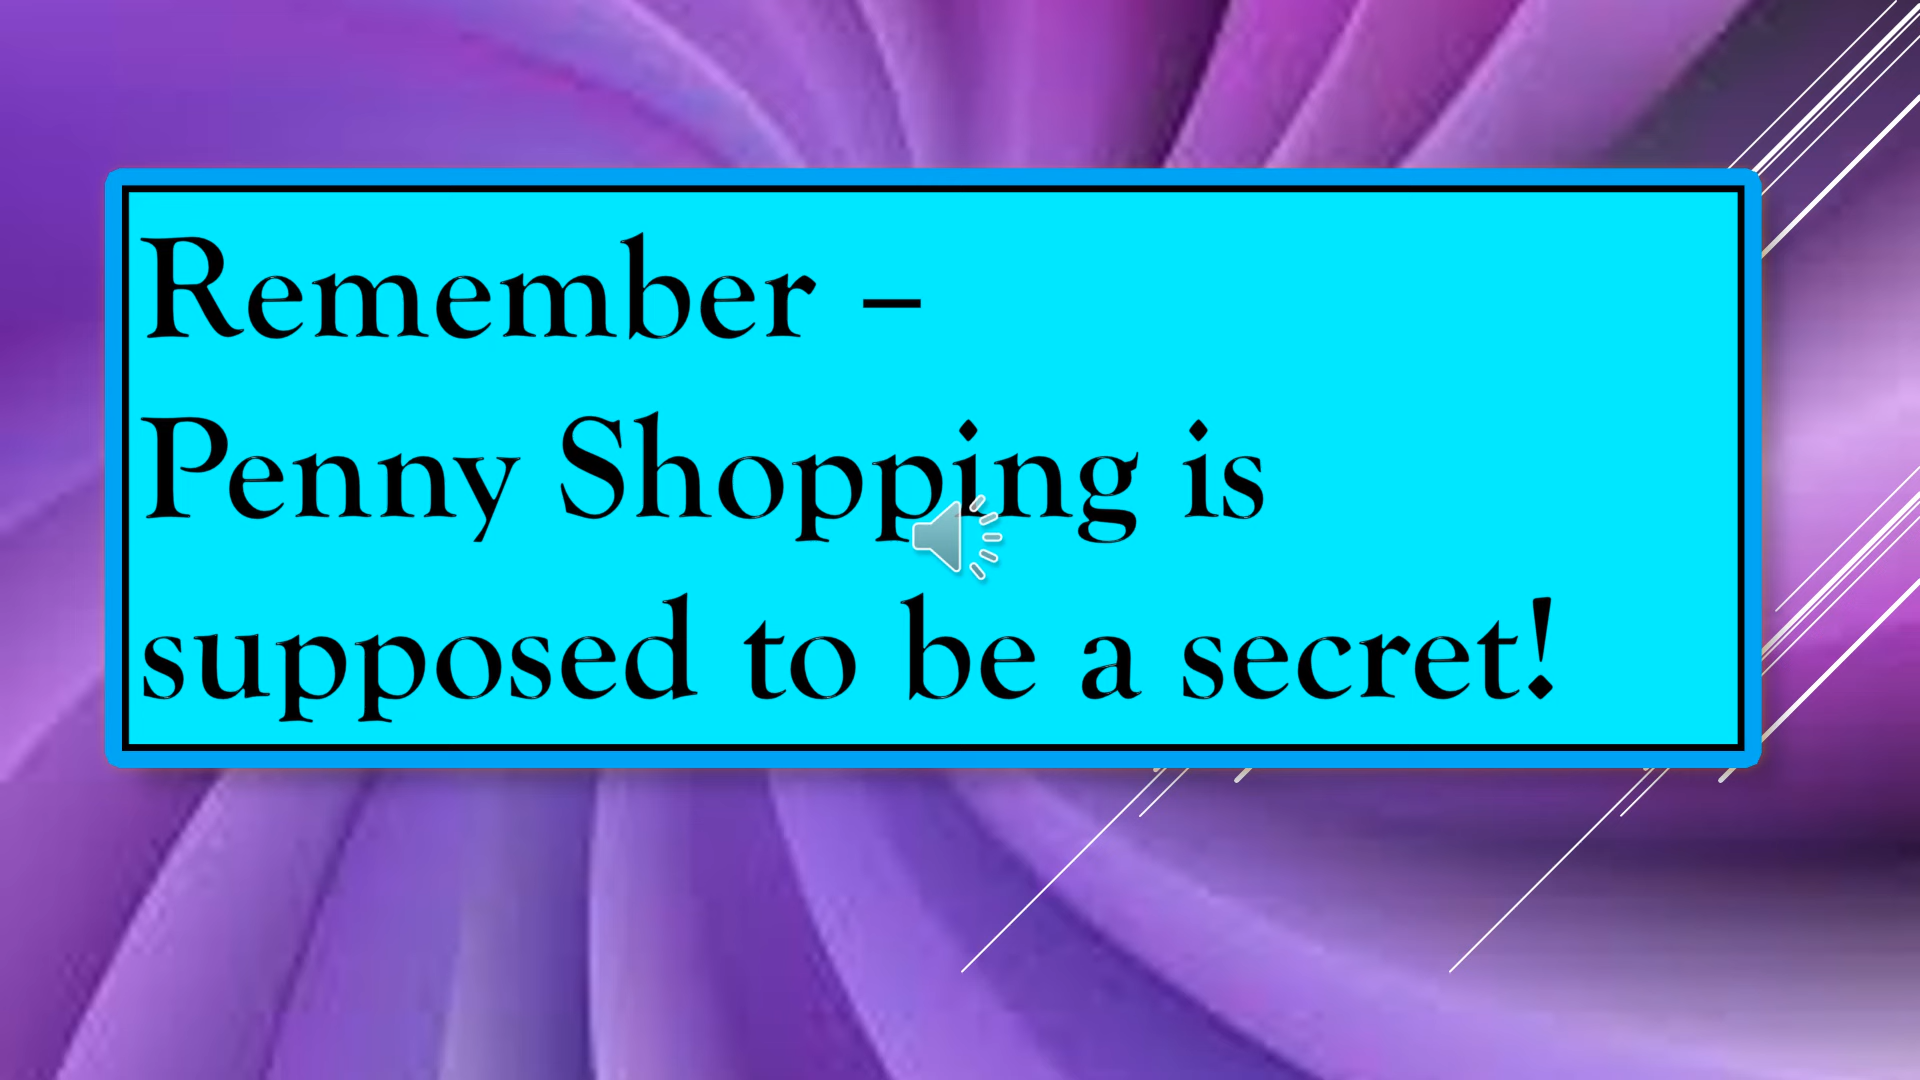 Remember –
Penny Shopping is
supposed to be a secret!